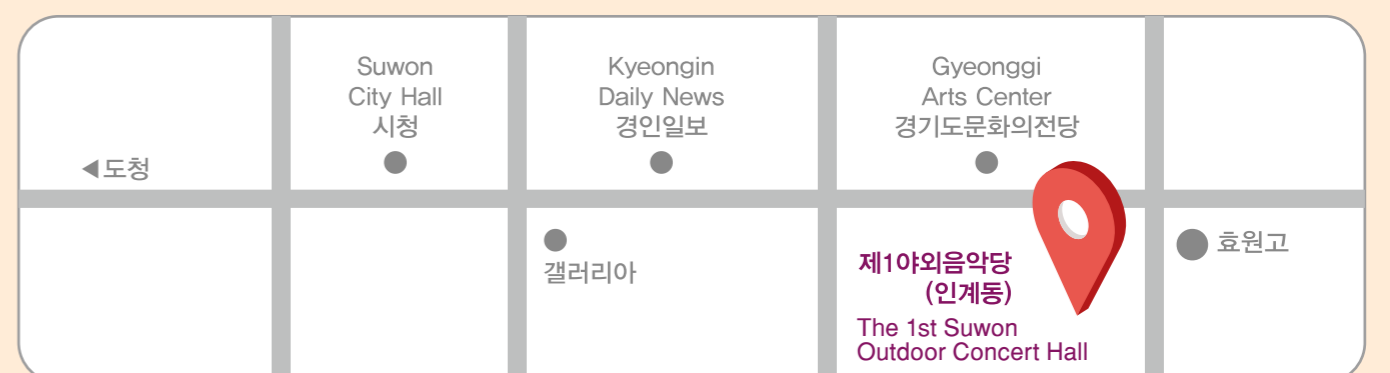 Suwon
City Hall
시청
Kyeongin
Daily News
경인일보
Gyeonggi
Arts Center
경기도문화의전당
◀도청
갤러리아
제1야외음악당
(인계동)
The 1st Suwon
Outdoor Concert Hall
효원고